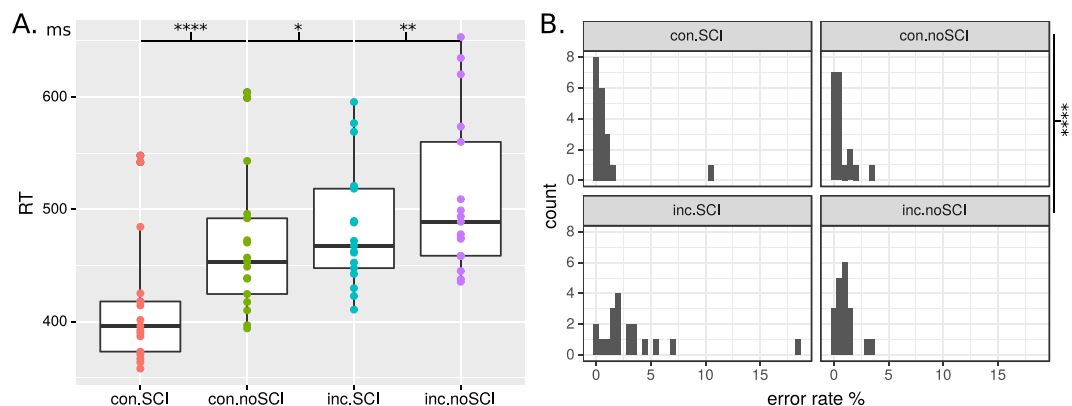 A.
ms
****
*
**
600
500
400
RT
con.SCI
con.noSCI
inc.SCI
inc.noSCI
B.
con.SCI
con.noSCI
8
6
4
2
0
inc.SCI
inc.noSCI
8
6
4
2
0
count
0 5 10 15
0 5 10 15
error rate %
****